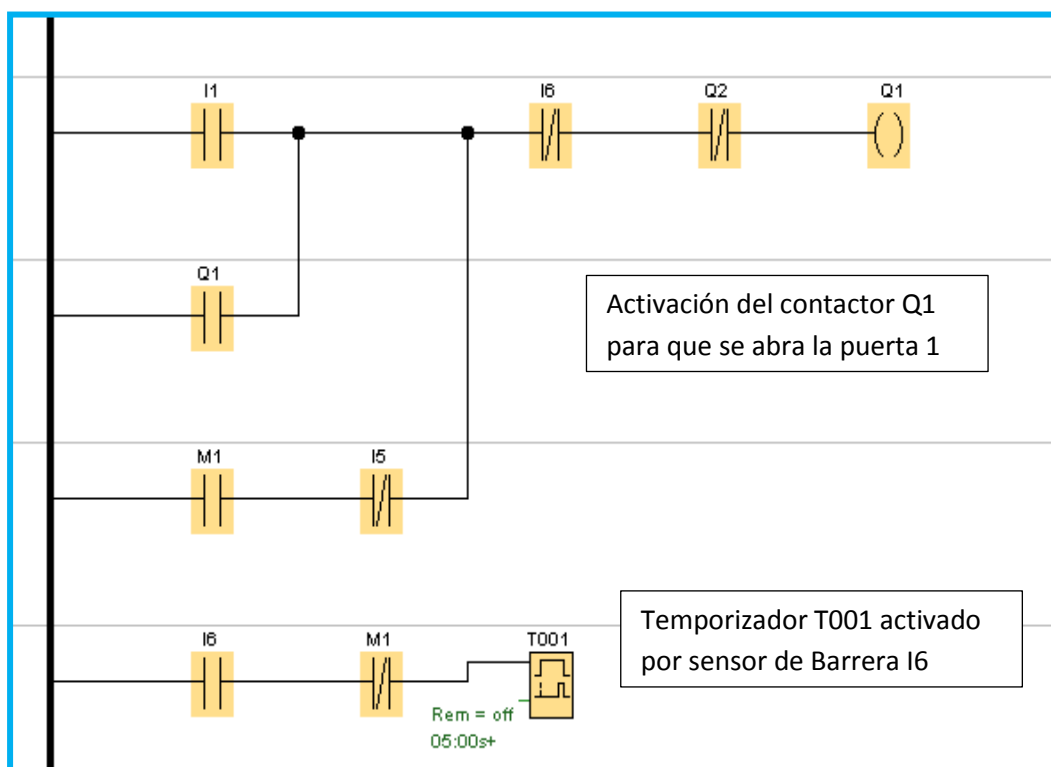 I1
I6
Q2
Q1
Q1
Activación del contactor Q1
para que se abra la puerta 1
M1
I5
Temporizador T001 activado
por sensor de Barrera I6
I6
M1
T001
Rem = off
05:00s+